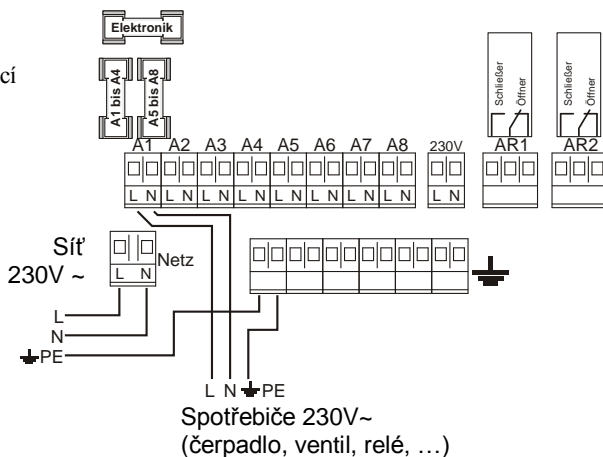 Elektronik
cí
A1 bis A4
A5 bis A8
Schließer
Öffner
Schließer
Öffner
A1 A2 A3 A4 A5 A6 A7 A8 230V AR1 AR2
L N L N L N L N L N L N L N L N L N
Síť
230V ~
Netz
L N
L
N
PE
L N PE
Spotřebiče 230V~
(čerpadlo, ventil, relé, …)